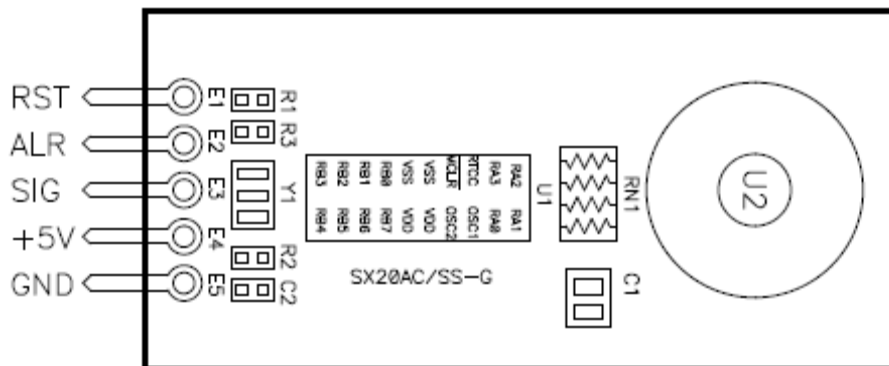 RST
ALR
SIG
+5V
GND
E1
E2
E3
E4
E5
R1
R3
Y1
R2
C2
RB3 RB2 RB1 RB0 VSS VSS MCLR RTCC RA3 RA2
RB4 RB5 RB6 RB7 VDD VDD OSC2 OSC1 RA0 RA1
U1
SX20AC/SS-G
RN1
C1
U2